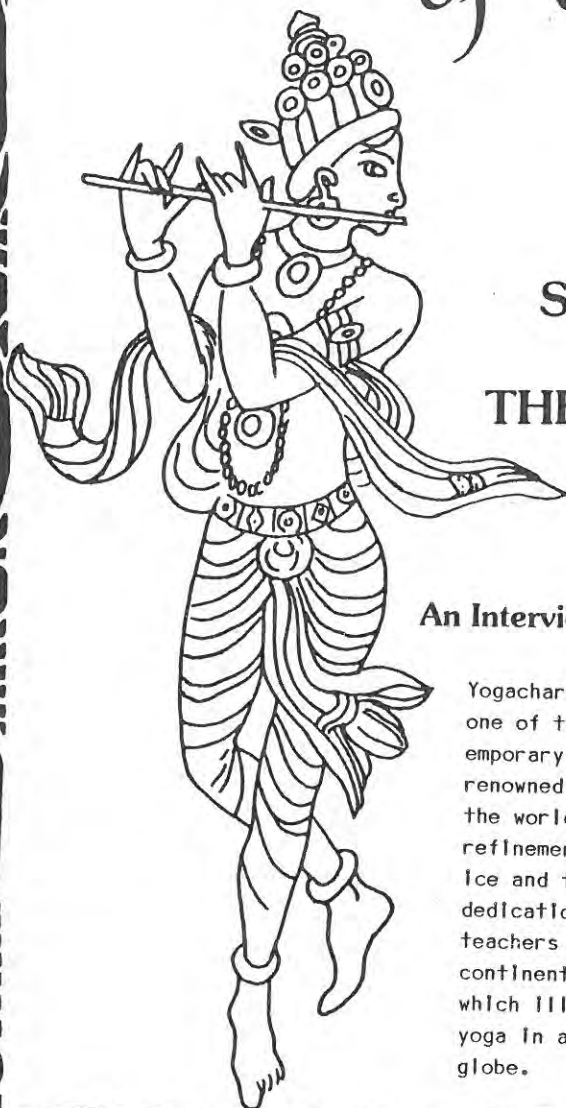 S
THE
An Intervi
Yogachar
one of t
emporary
renowned
the world
refinemen
ice and t
dedicatio
teachers
continent
which ill
yoga in a
globe.